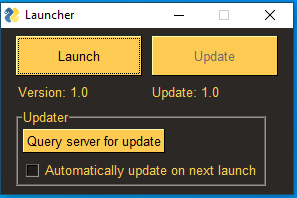 Launcher
Launch Update
Version: 1.0 Update: 1.0
Updater
Query server for update
Automatically update on next launch